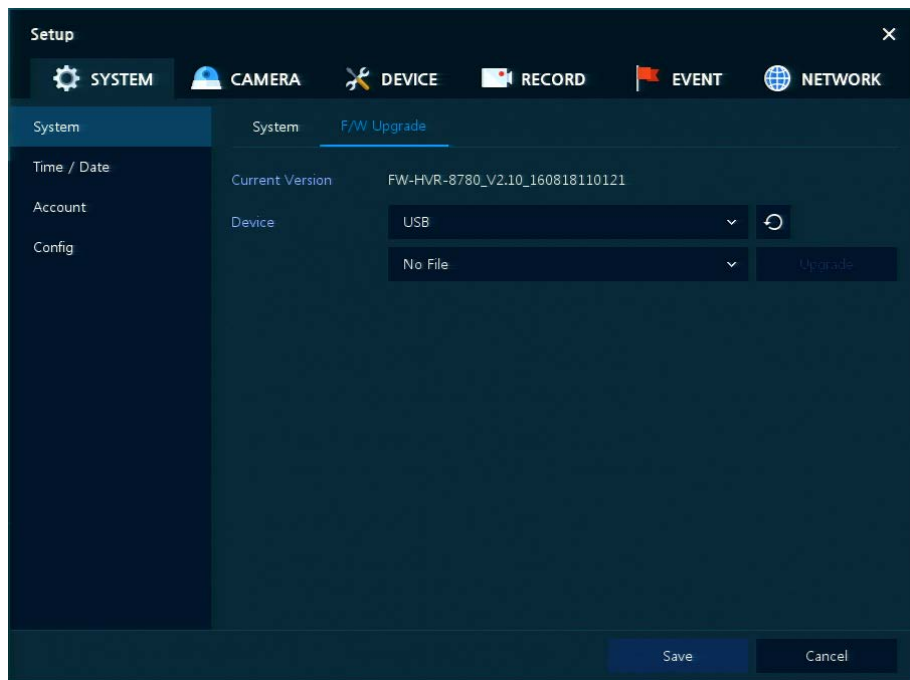 Setup
SYSTEM CAMERA DEVICE RECORD EVENT NETWORK
System
Time / Date
Account
Config
System F/W Upgrade
Current Version FW-HVR-8780_V2.10_160818110121
Device USB
No File Upgrade
Save Cancel